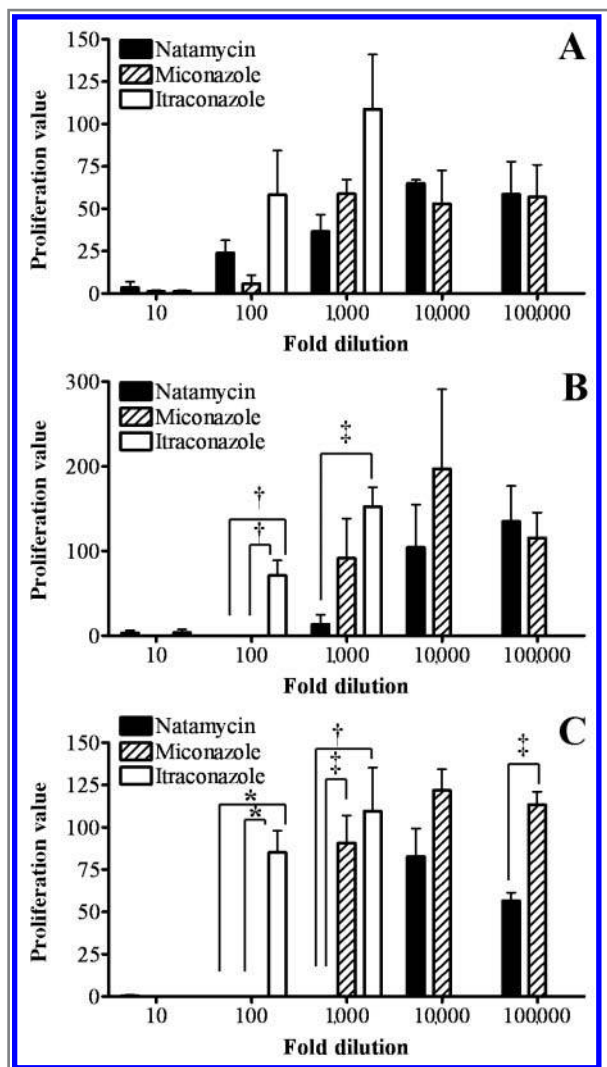 A
Natamycin
Miconazole
Itraconazole
Proliferation value
150
125
100
75
50
25
0
10 100 1,000 10,000 100,000
Fold dilution
B
Natamycin
Miconazole
Itraconazole
Proliferation value
300
200
100
0
†
†
‡
10 100 1,000 10,000 100,000
Fold dilution
C
Natamycin
Miconazole
Itraconazole
Proliferation value
150
125
100
75
50
25
0
*
*
†
‡
‡
10 100 1,000 10,000 100,000
Fold dilution